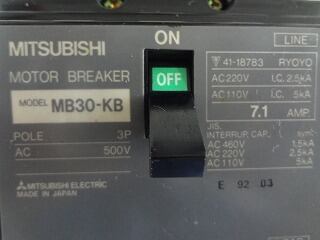 ON
LINE
MITSUBISHI
MOTOR BREAKER
MODEL MB30-KB
POLE 3P
AC 500V
MITSUBISHI ELECTRIC
MADE IN JAPAN
OFF
41-18783 RYOYO
AC220V I.C. 2.5kA
AC110V I.C. 5kA
7.1 AMP.
JIS.
INTERRUP. CAP. sym
AC460V 1.5kA
AC220V 2.5kA
AC110V 5kA
E 92 03